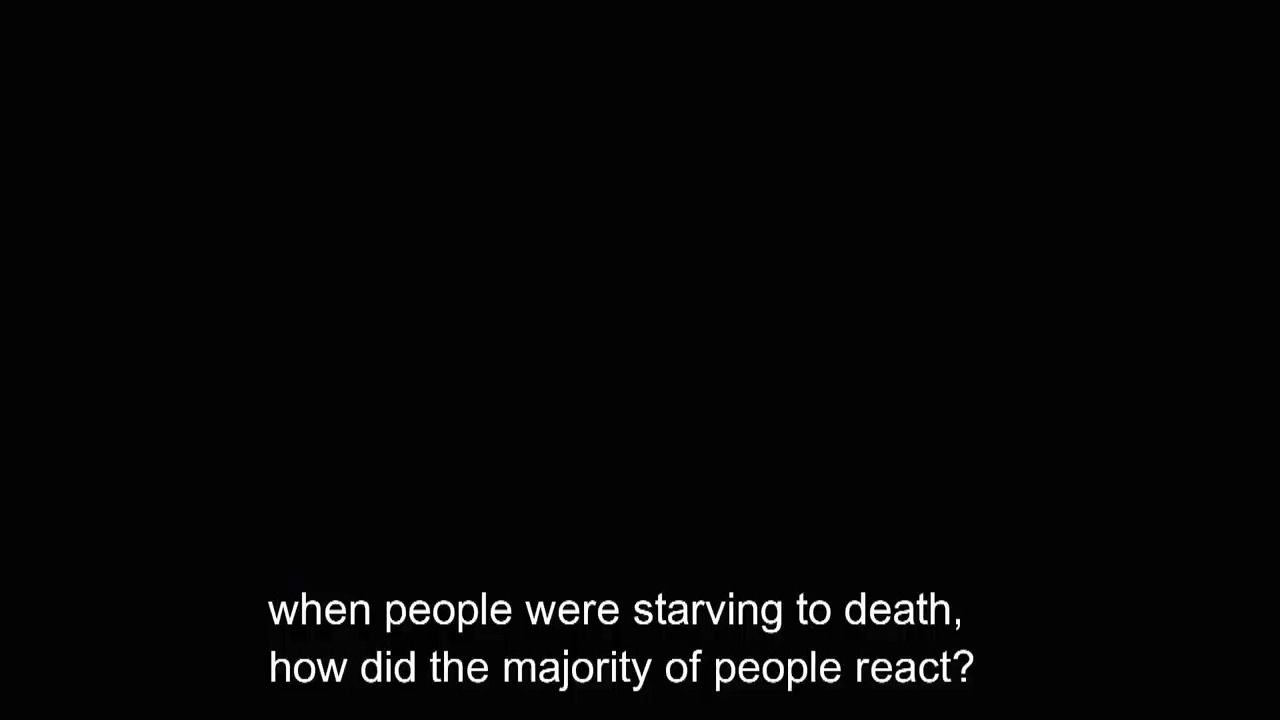 when people were starving to death,
how did the majority of people react?